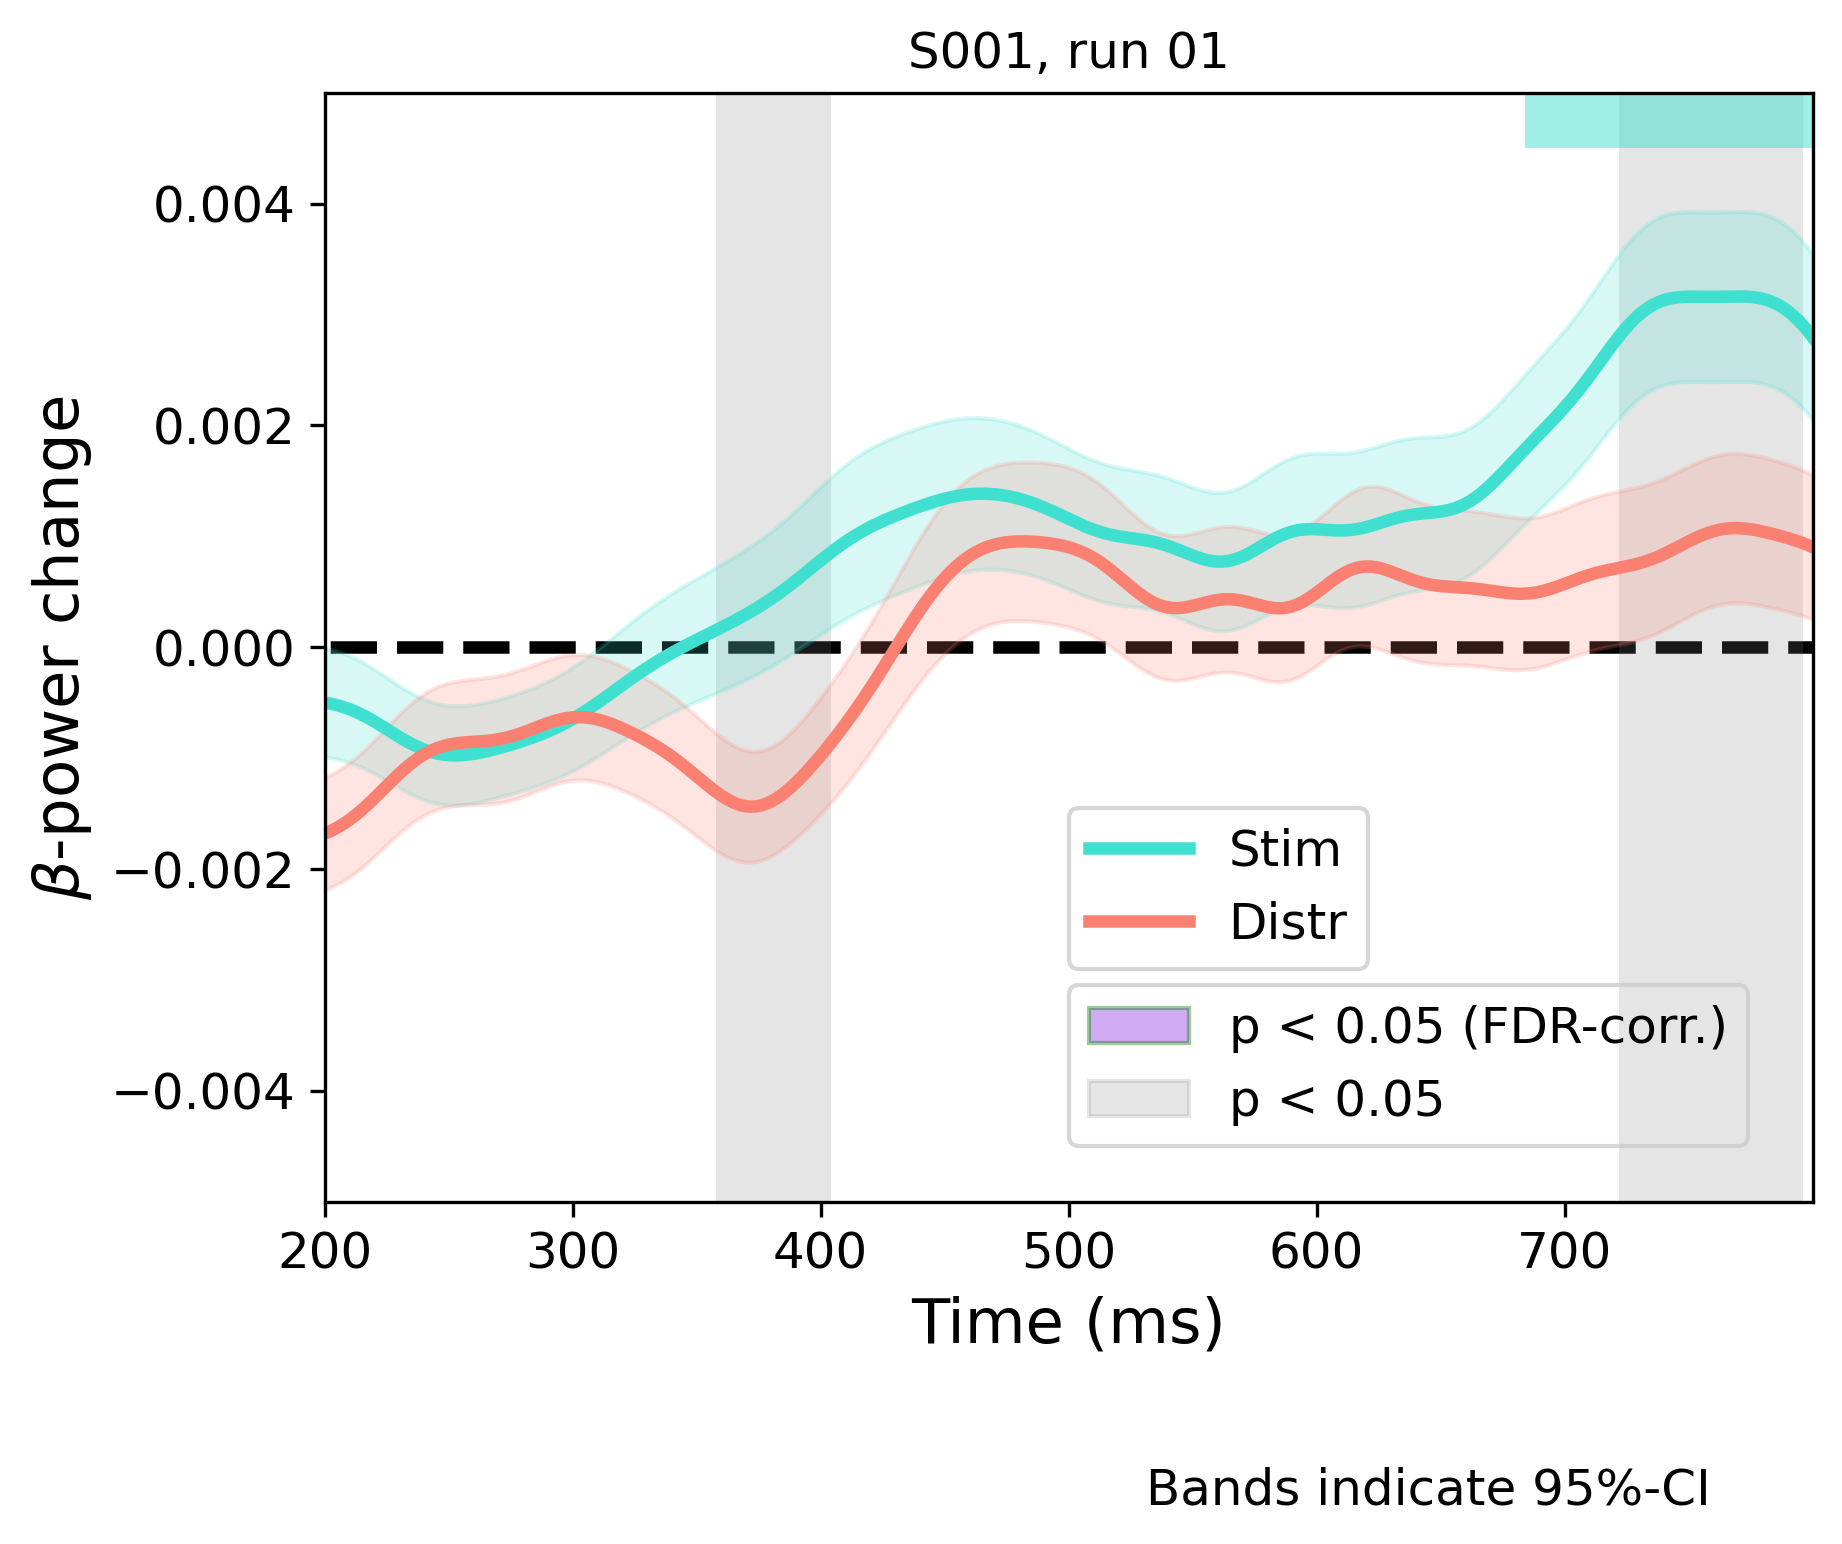 S001, run 01
0.004
0.002
0.000
−0.002
−0.004
β-power change
Stim
Distr
p < 0.05 (FDR-corr.)
p < 0.05
200 300 400 500 600 700
Time (ms)
Bands indicate 95%-CI